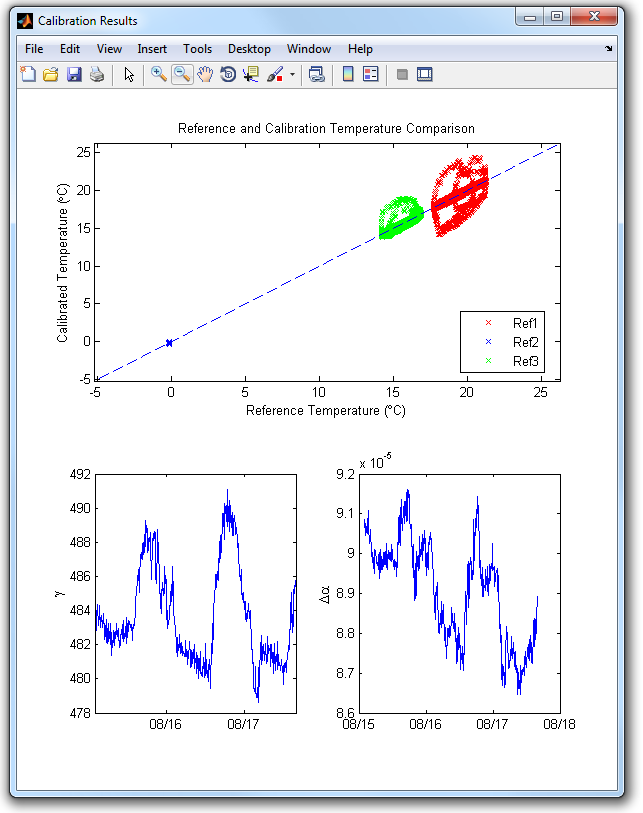 Calibration Results
File Edit View Insert Tools Desktop Window Help
Reference and Calibration Temperature Comparison
Calibrated Temperature (ºC)
25
20
15
10
5
0
-5
-5 0 5 10 15 20 25
Reference Temperature (ºC)
Ref1
Ref2
Ref3
γ
492
490
488
486
484
482
480
478
08/16 08/17
x 10⁻⁵
Δα
9.2
9.1
9
8.9
8.8
8.7
8.6
08/15 08/16 08/17 08/18